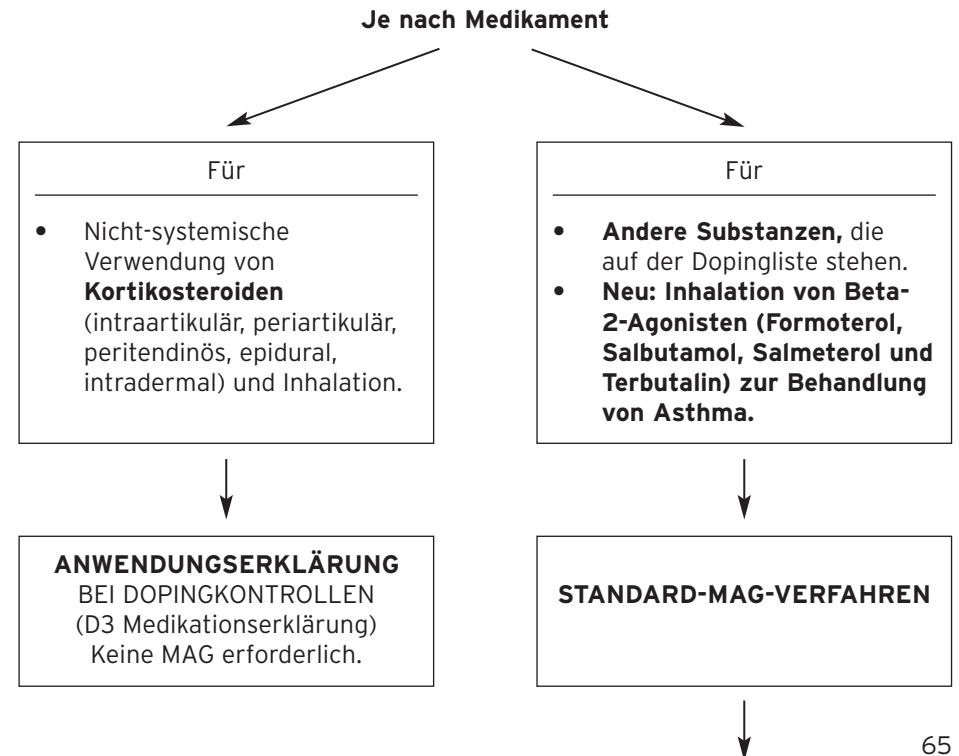 Je nach Medikament
Für
• Nicht-systemische
Verwendung von
Kortikosteroiden
(intraartikulär, periartikulär,
peritendinös, epidural,
intradermal) und Inhalation.
Für
• Andere Substanzen, die
auf der Dopingliste stehen.
• Neu: Inhalation von Beta-
2-Agonisten (Formoterol,
Salbutamol, Salmeterol und
Terbutalin) zur Behandlung
von Asthma.
ANWENDUNGSERKLÄRUNG
BEI DOPINGKONTROLLEN
(D3 Medikationserklärung)
Keine MAG erforderlich.
STANDARD-MAG-VERFAHREN
65